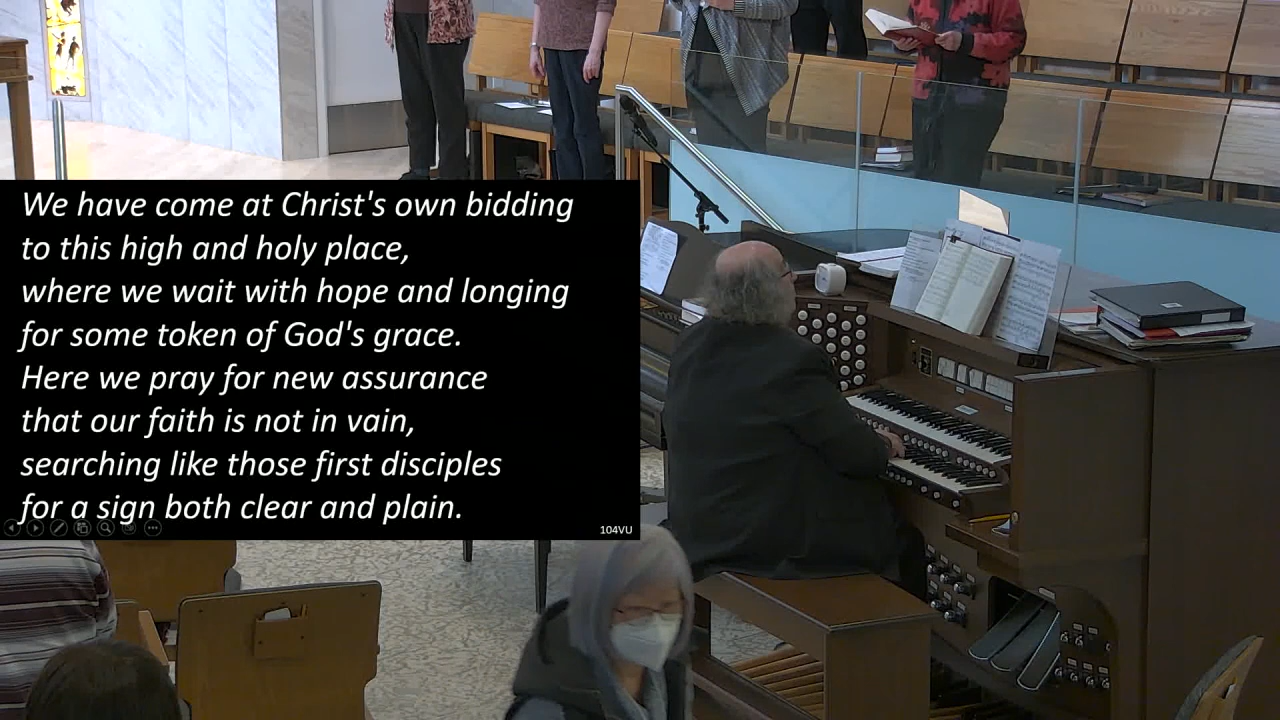 We have come at Christ's own bidding
to this high and holy place,
where we wait with hope and longing
for some token of God's grace.
Here we pray for new assurance
that our faith is not in vain,
searching like those first disciples
for a sign both clear and plain.
104VU